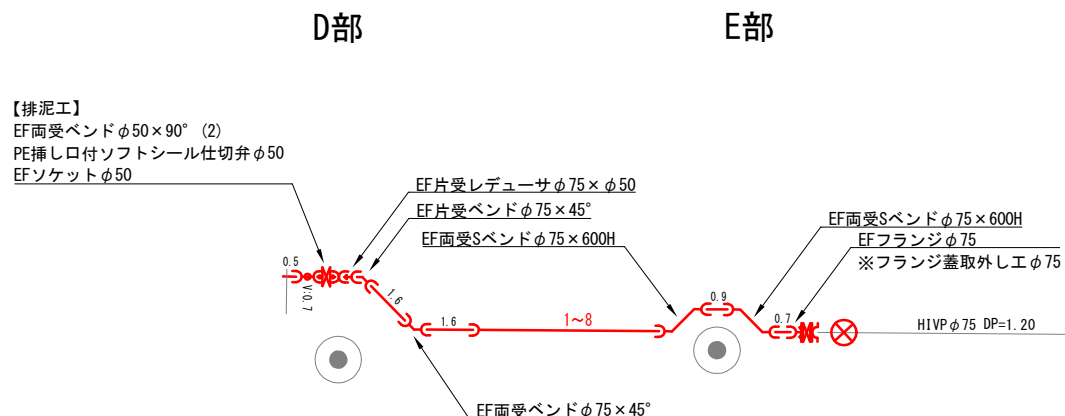 D部
E部
【排泥工】
EF両受ベンドφ50×90°(2)
PE挿し口付ソフトシール仕切弁φ50
EFソケットφ50
EF片受レデューサφ75×φ50
EF片受ベンドφ75×45°
EF両受Sベンドφ75×600H
EF両受Sベンドφ75×600H
EFフランジφ75
※フランジ蓋取外し工φ75
0.5
V:0.7
1.6
1.6
1～8
0.9
0.7
HIVPφ75 DP=1.20
EF両受ベンドφ75×45°